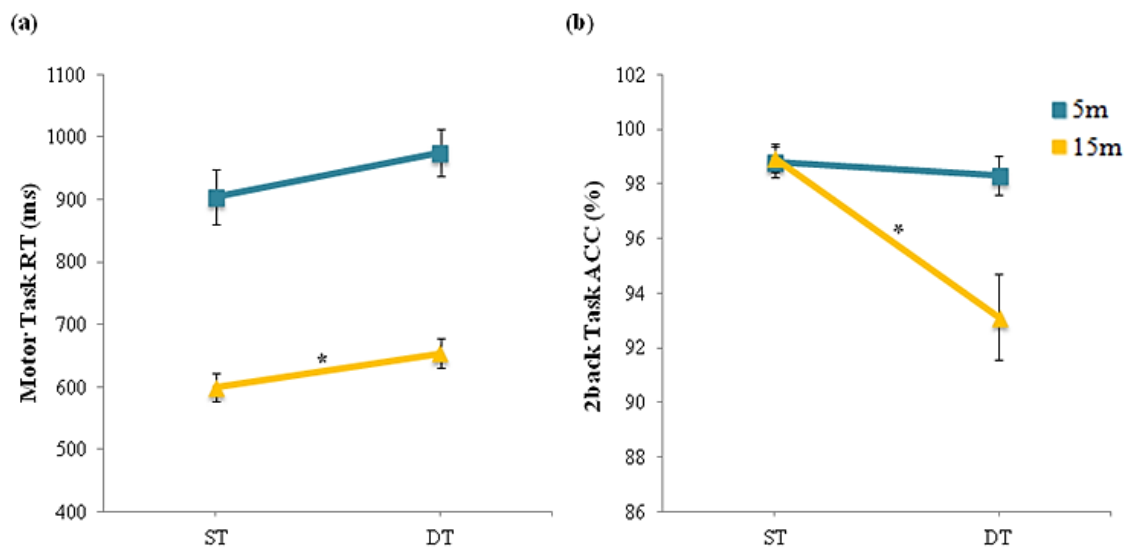 (a)
Motor Task RT (ms)
1100
1000
900
800
700
600
500
400
*
ST
DT
(b)
2back Task ACC (%)
102
100
98
96
94
92
90
88
86
*
ST
DT
5m
15m